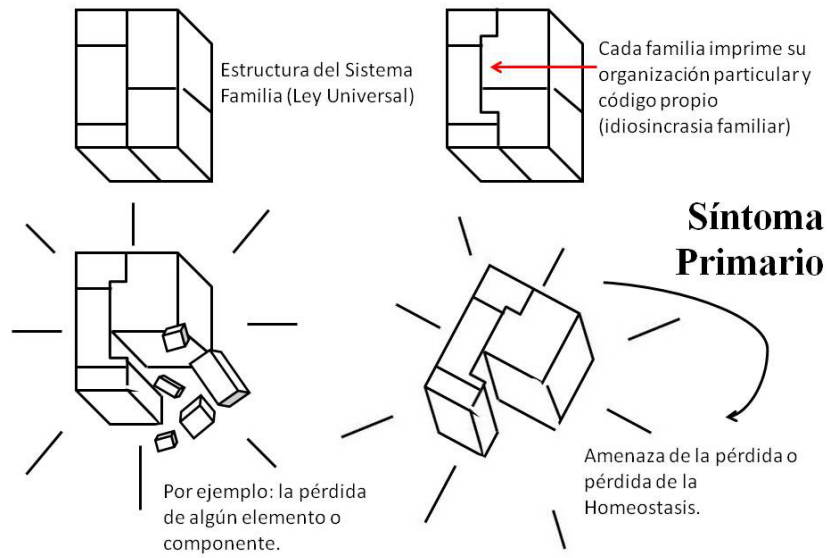 Estructura del Sistema
Familia (Ley Universal)
Cada familia imprime su
organización particular y
código propio
(idiosincrasia familiar)
Síntoma
Primario
Por ejemplo: la pérdida
de algún elemento o
componente.
Amenaza de la pérdida o
pérdida de la
Homeostasis.